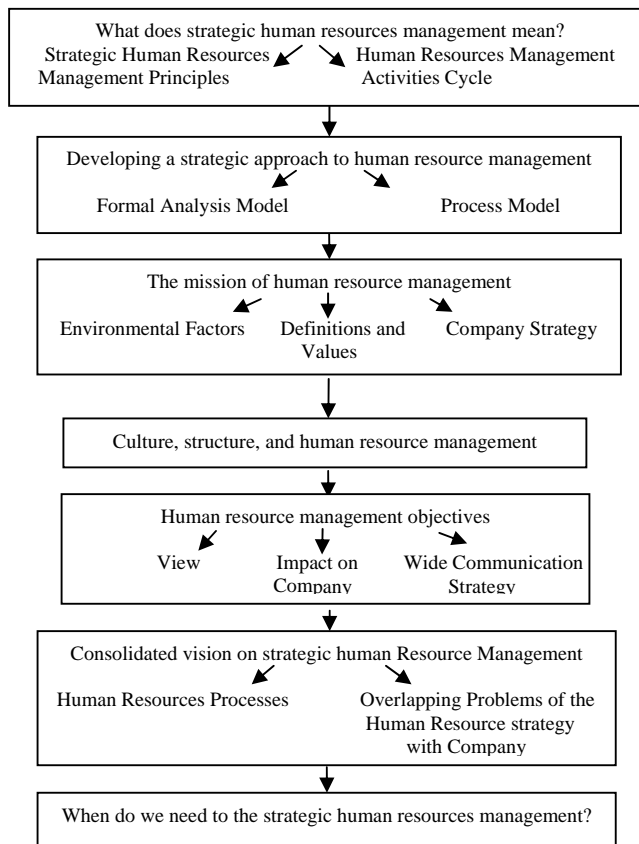 What does strategic human resources management mean?
Strategic Human Resources
Management Principles
Human Resources Management
Activities Cycle
Developing a strategic approach to human resource management
Formal Analysis Model
Process Model
The mission of human resource management
Environmental Factors
Definitions and
Values
Company Strategy
Culture, structure, and human resource management
Human resource management objectives
View
Impact on
Company
Wide Communication
Strategy
Consolidated vision on strategic human Resource Management
Human Resources Processes
Overlapping Problems of the
Human Resource strategy
with Company
When do we need to the strategic human resources management?